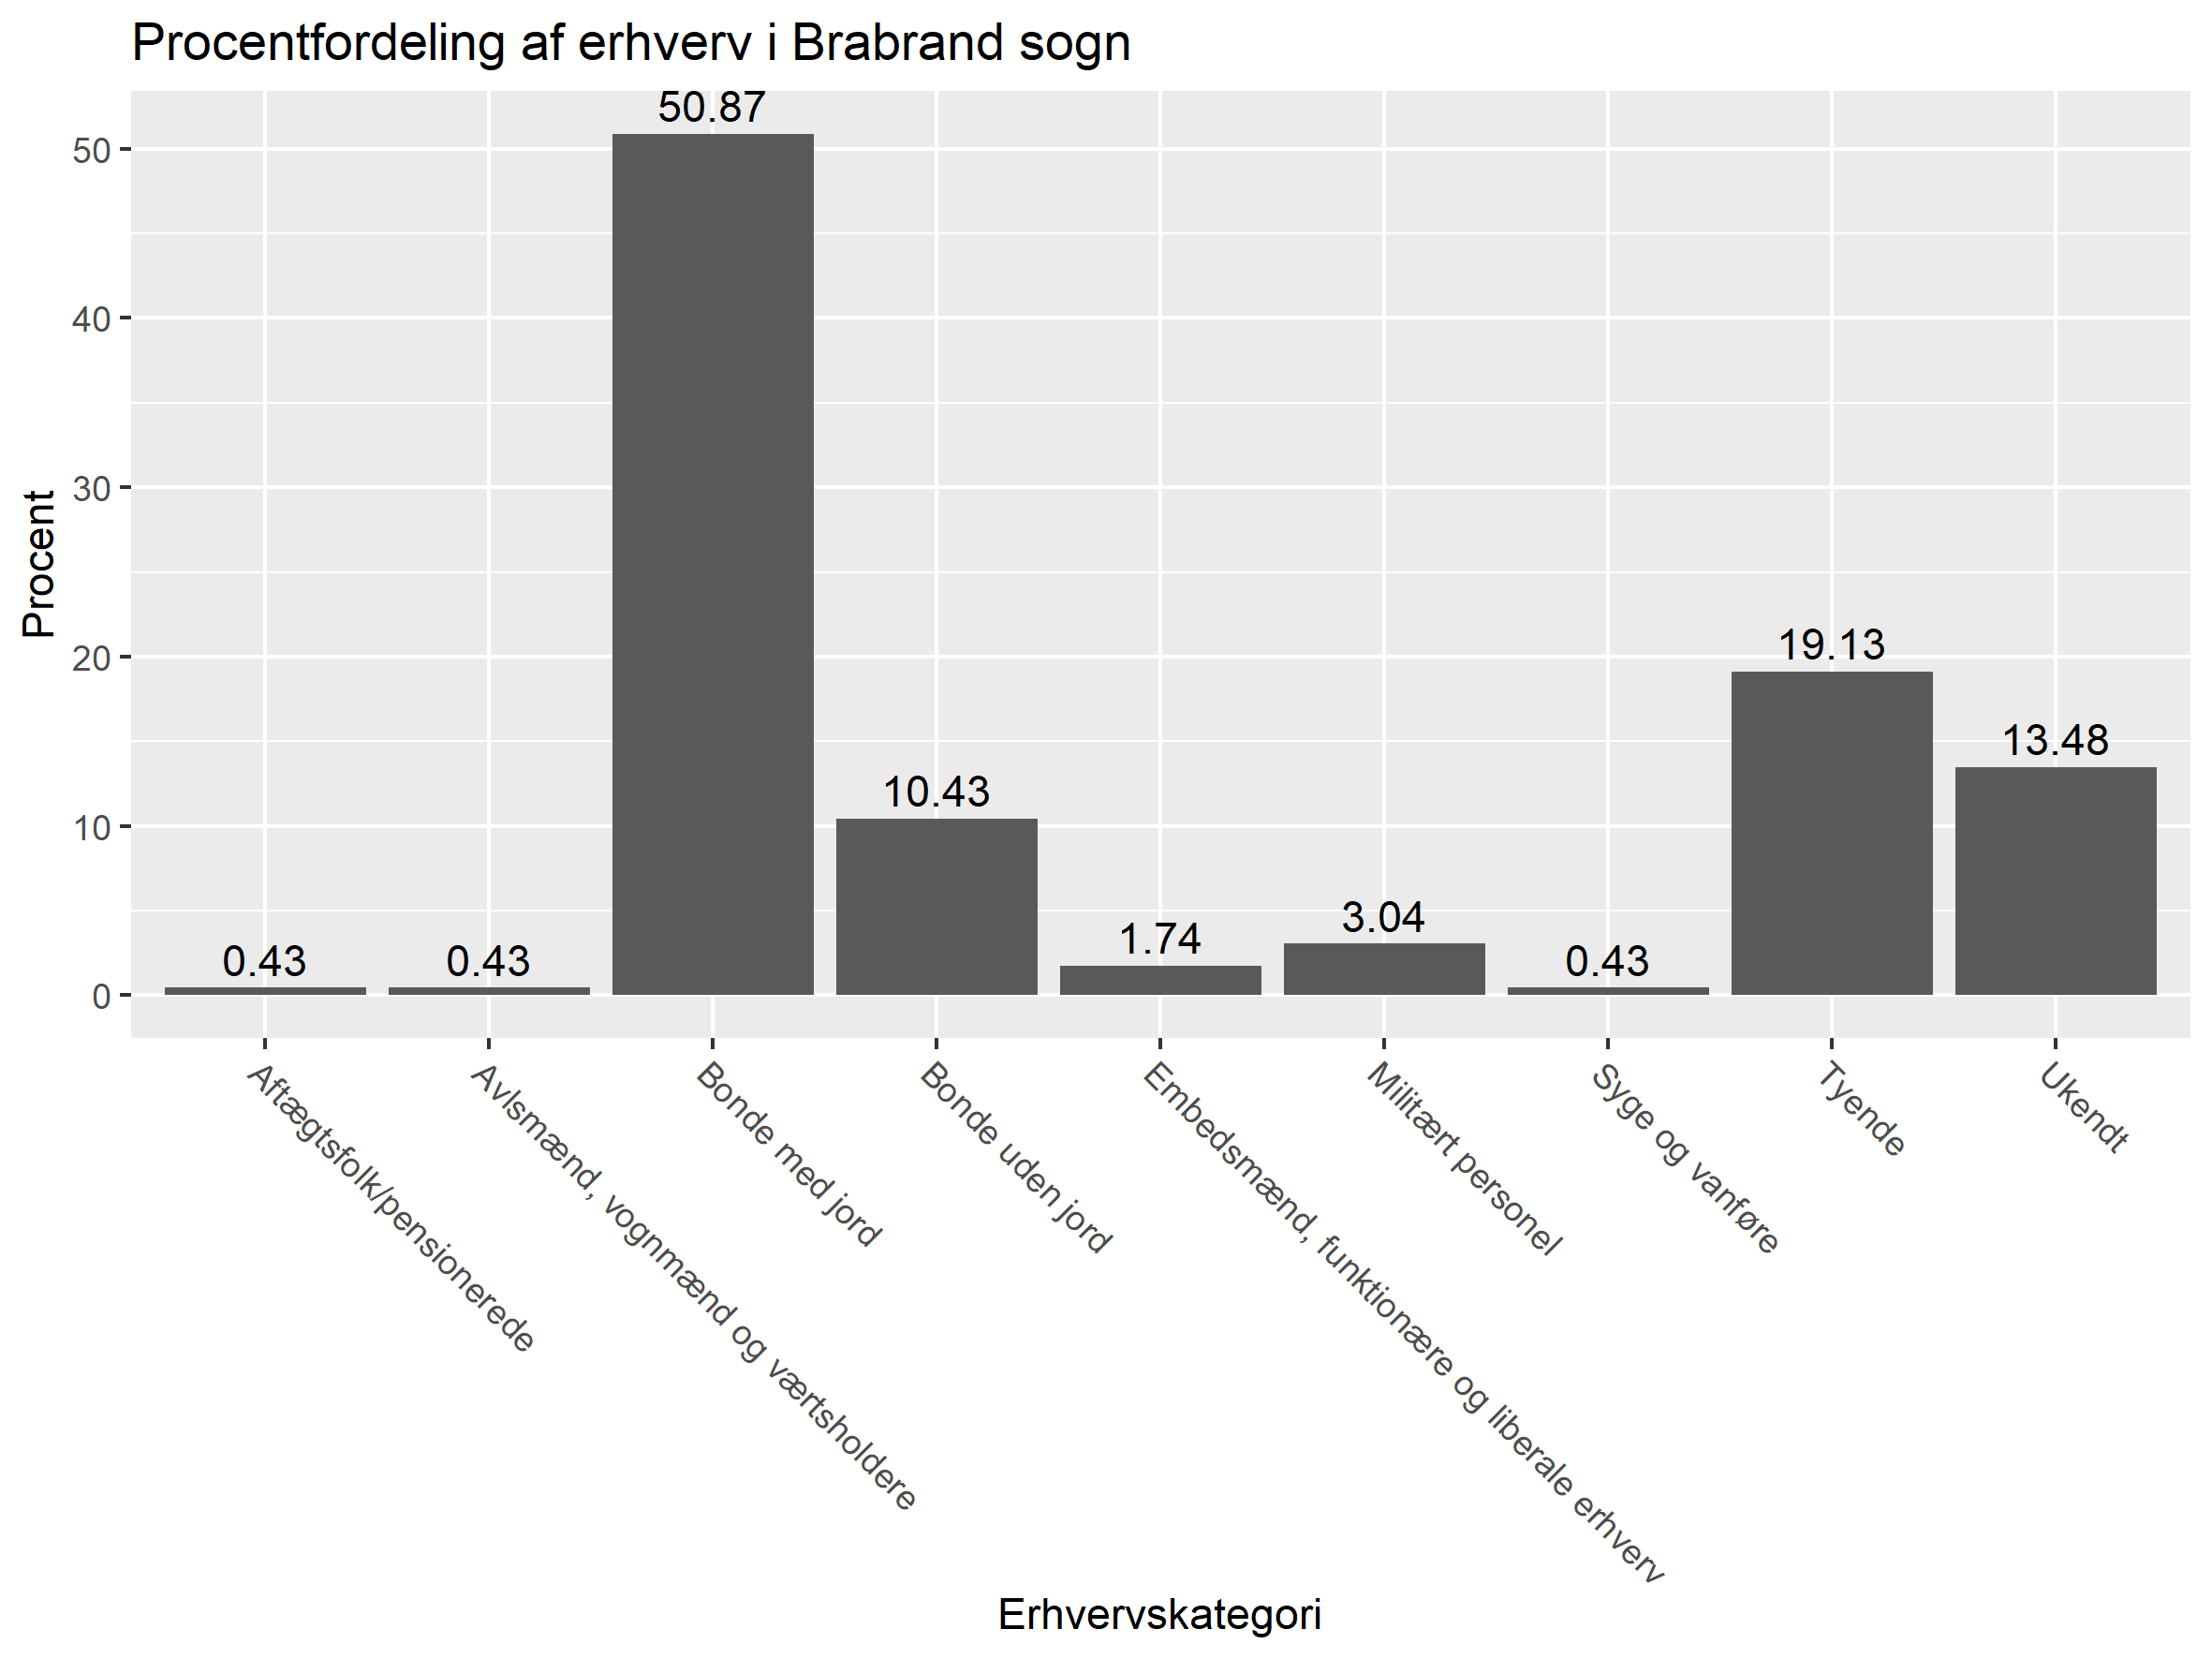 Procentfordeling af erhverv i Brabrand sogn
Procent
50
40
30
20
10
0
0.43
0.43
50.87
10.43
1.74
3.04
0.43
19.13
13.48
Aftægtsfolk/pensionerede
Avlsmænd, vognmænd og værtsholdere
Bonde med jord
Bonde uden jord
Embedsmænd, funktionære og liberale erhverv
Militært personel
Syge og vanføre
Tyende
Ukendt
Erhvervskategori